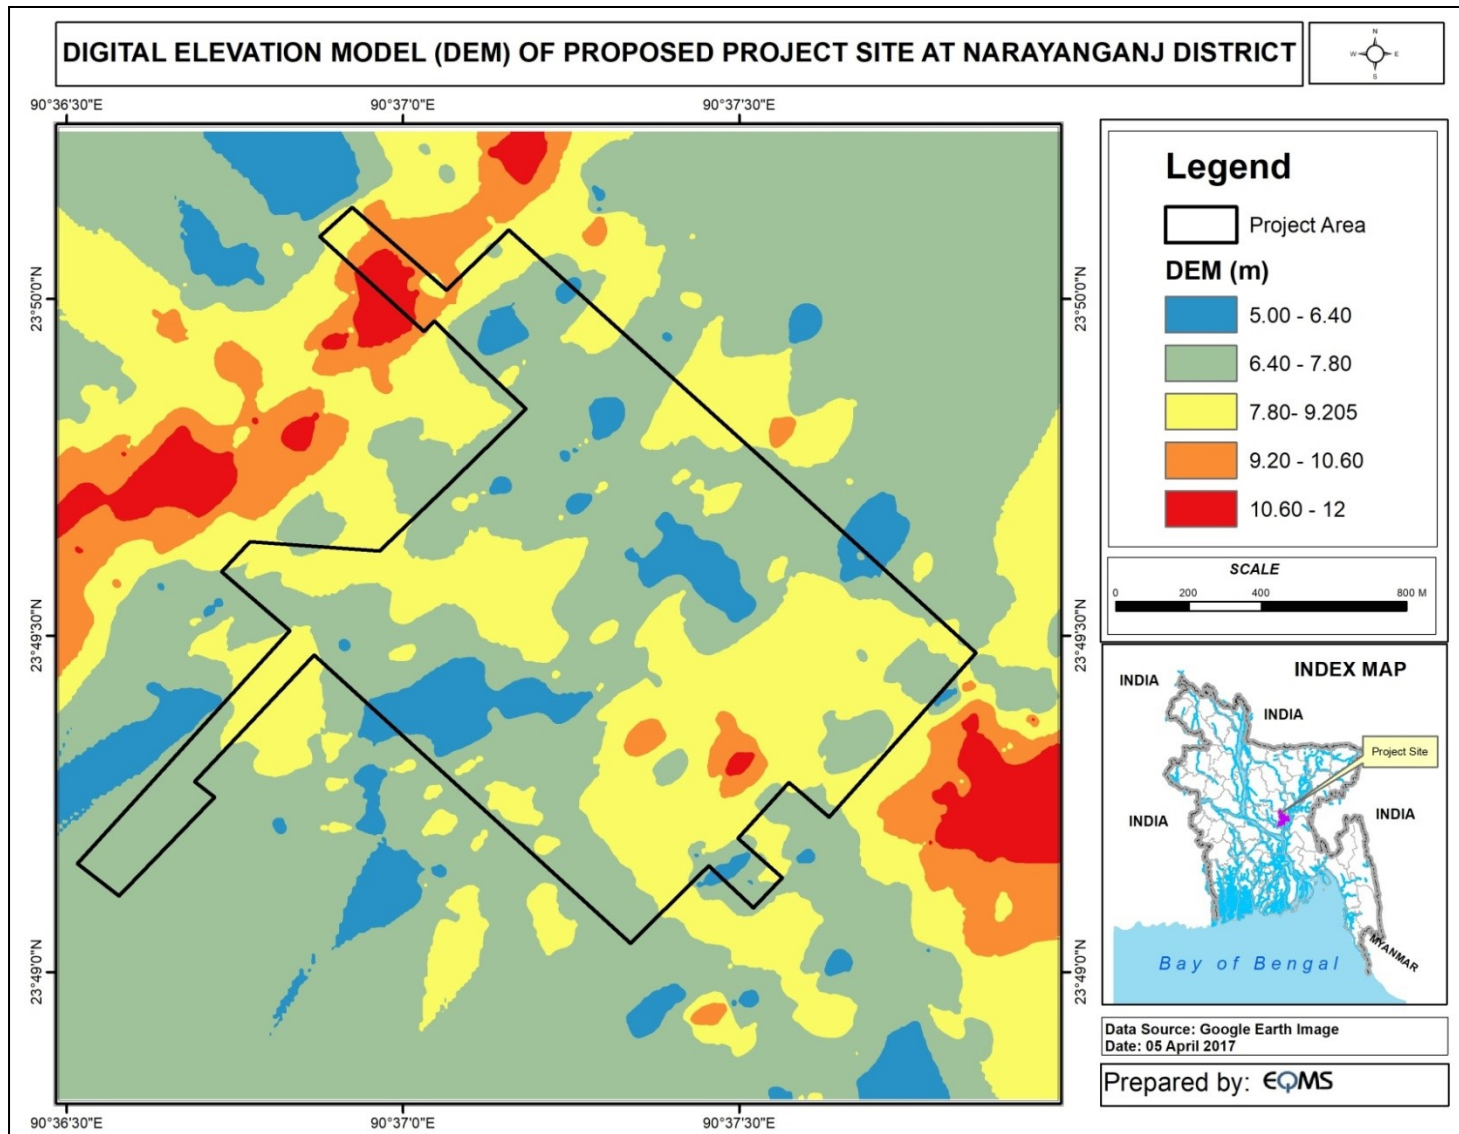 DIGITAL ELEVATION MODEL (DEM) OF PROPOSED PROJECT SITE AT NARAYANGANJ DISTRICT
N
W E
S
90°36'30"E 90°37'0"E 90°37'30"E
23°50'0"N 23°50'0"N
23°49'30"N 23°49'30"N
23°49'0"N 23°49'0"N
90°36'30"E 90°37'0"E 90°37'30"E
Legend
Project Area
DEM (m)
5.00 - 6.40
6.40 - 7.80
7.80- 9.205
9.20 - 10.60
10.60 - 12
SCALE
0 200 400 800 M
INDEX MAP
INDIA
INDIA
Project Site
INDIA
INDIA
MYANMAR
Bay of Bengal
Data Source: Google Earth Image
Date: 05 April 2017
Prepared by: EQMS